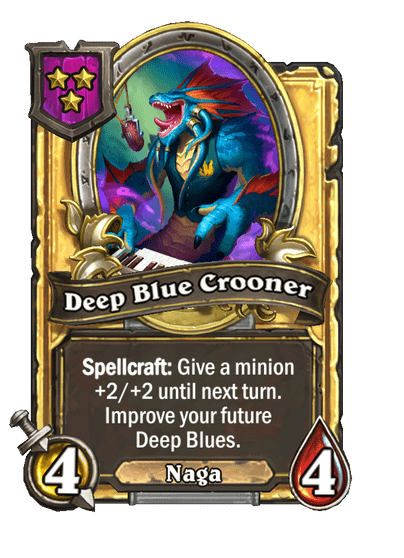 Deep Blue Crooner
Spellcraft: Give a minion
+2/+2 until next turn.
Improve your future
Deep Blues.
4
Naga
4